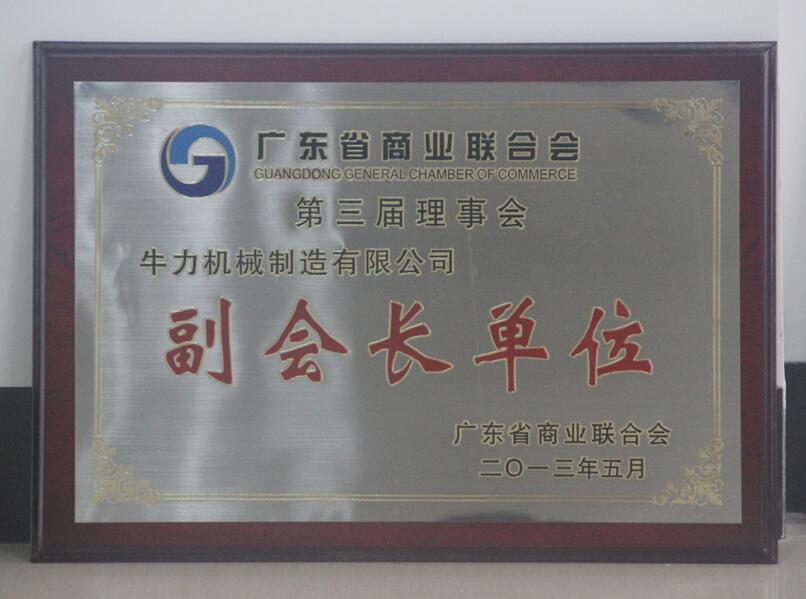 广东省商业联合会
GUANGDONG GENERAL CHAMBER OF COMMERCE
第三届理事会
牛力机械制造有限公司
副会长单位
广东省商业联合会
二〇一三年五月